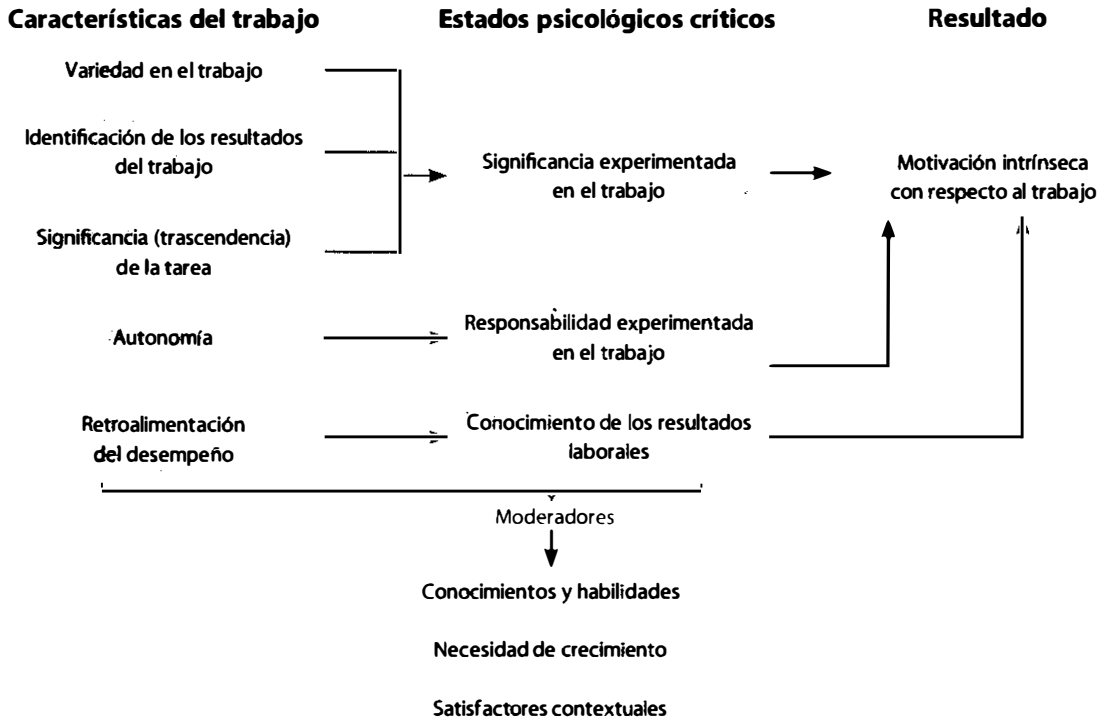 Características del trabajo
Estados psicológicos críticos
Resultado
Variedad en el trabajo
Identificación de los resultados
del trabajo
Significancia (trascendencia)
de la tarea
Significancia experimentada
en el trabajo
Motivación intrínseca
con respecto al trabajo
Autonomía
Responsabilidad experimentada
en el trabajo
Retroalimentación
del desempeño
Conocimiento de los resultados
laborales
Moderadores
Conocimientos y habilidades
Necesidad de crecimiento
Satisfactores contextuales